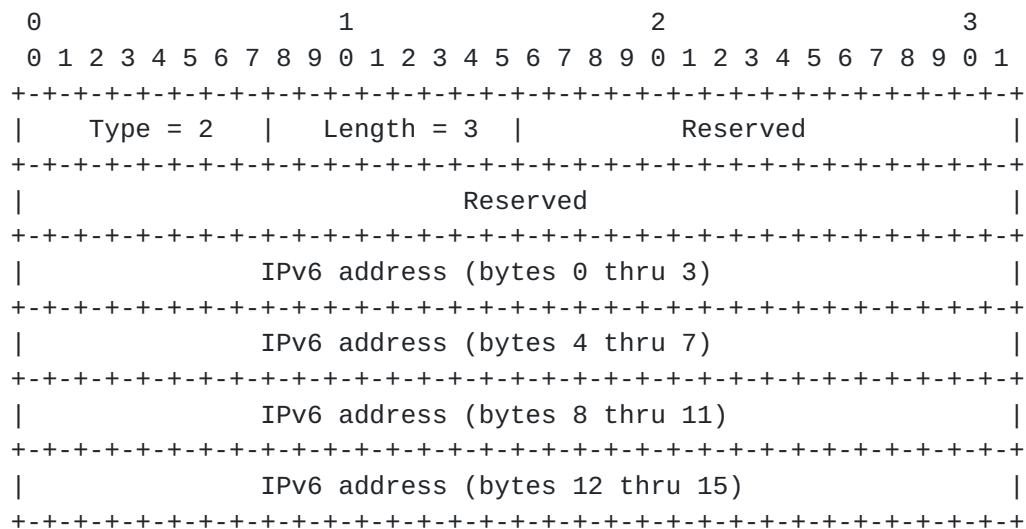 0                   1                   2                   3
 0 1 2 3 4 5 6 7 8 9 0 1 2 3 4 5 6 7 8 9 0 1 2 3 4 5 6 7 8 9 0 1
+-+-+-+-+-+-+-+-+-+-+-+-+-+-+-+-+-+-+-+-+-+-+-+-+-+-+-+-+-+-+-+-+
|    Type = 2   |   Length = 3  |          Reserved             |
+-+-+-+-+-+-+-+-+-+-+-+-+-+-+-+-+-+-+-+-+-+-+-+-+-+-+-+-+-+-+-+-+
|                            Reserved                           |
+-+-+-+-+-+-+-+-+-+-+-+-+-+-+-+-+-+-+-+-+-+-+-+-+-+-+-+-+-+-+-+-+
|               IPv6 address (bytes 0 thru 3)                   |
+-+-+-+-+-+-+-+-+-+-+-+-+-+-+-+-+-+-+-+-+-+-+-+-+-+-+-+-+-+-+-+-+
|               IPv6 address (bytes 4 thru 7)                   |
+-+-+-+-+-+-+-+-+-+-+-+-+-+-+-+-+-+-+-+-+-+-+-+-+-+-+-+-+-+-+-+-+
|               IPv6 address (bytes 8 thru 11)                  |
+-+-+-+-+-+-+-+-+-+-+-+-+-+-+-+-+-+-+-+-+-+-+-+-+-+-+-+-+-+-+-+-+
|               IPv6 address (bytes 12 thru 15)                 |
+-+-+-+-+-+-+-+-+-+-+-+-+-+-+-+-+-+-+-+-+-+-+-+-+-+-+-+-+-+-+-+-+